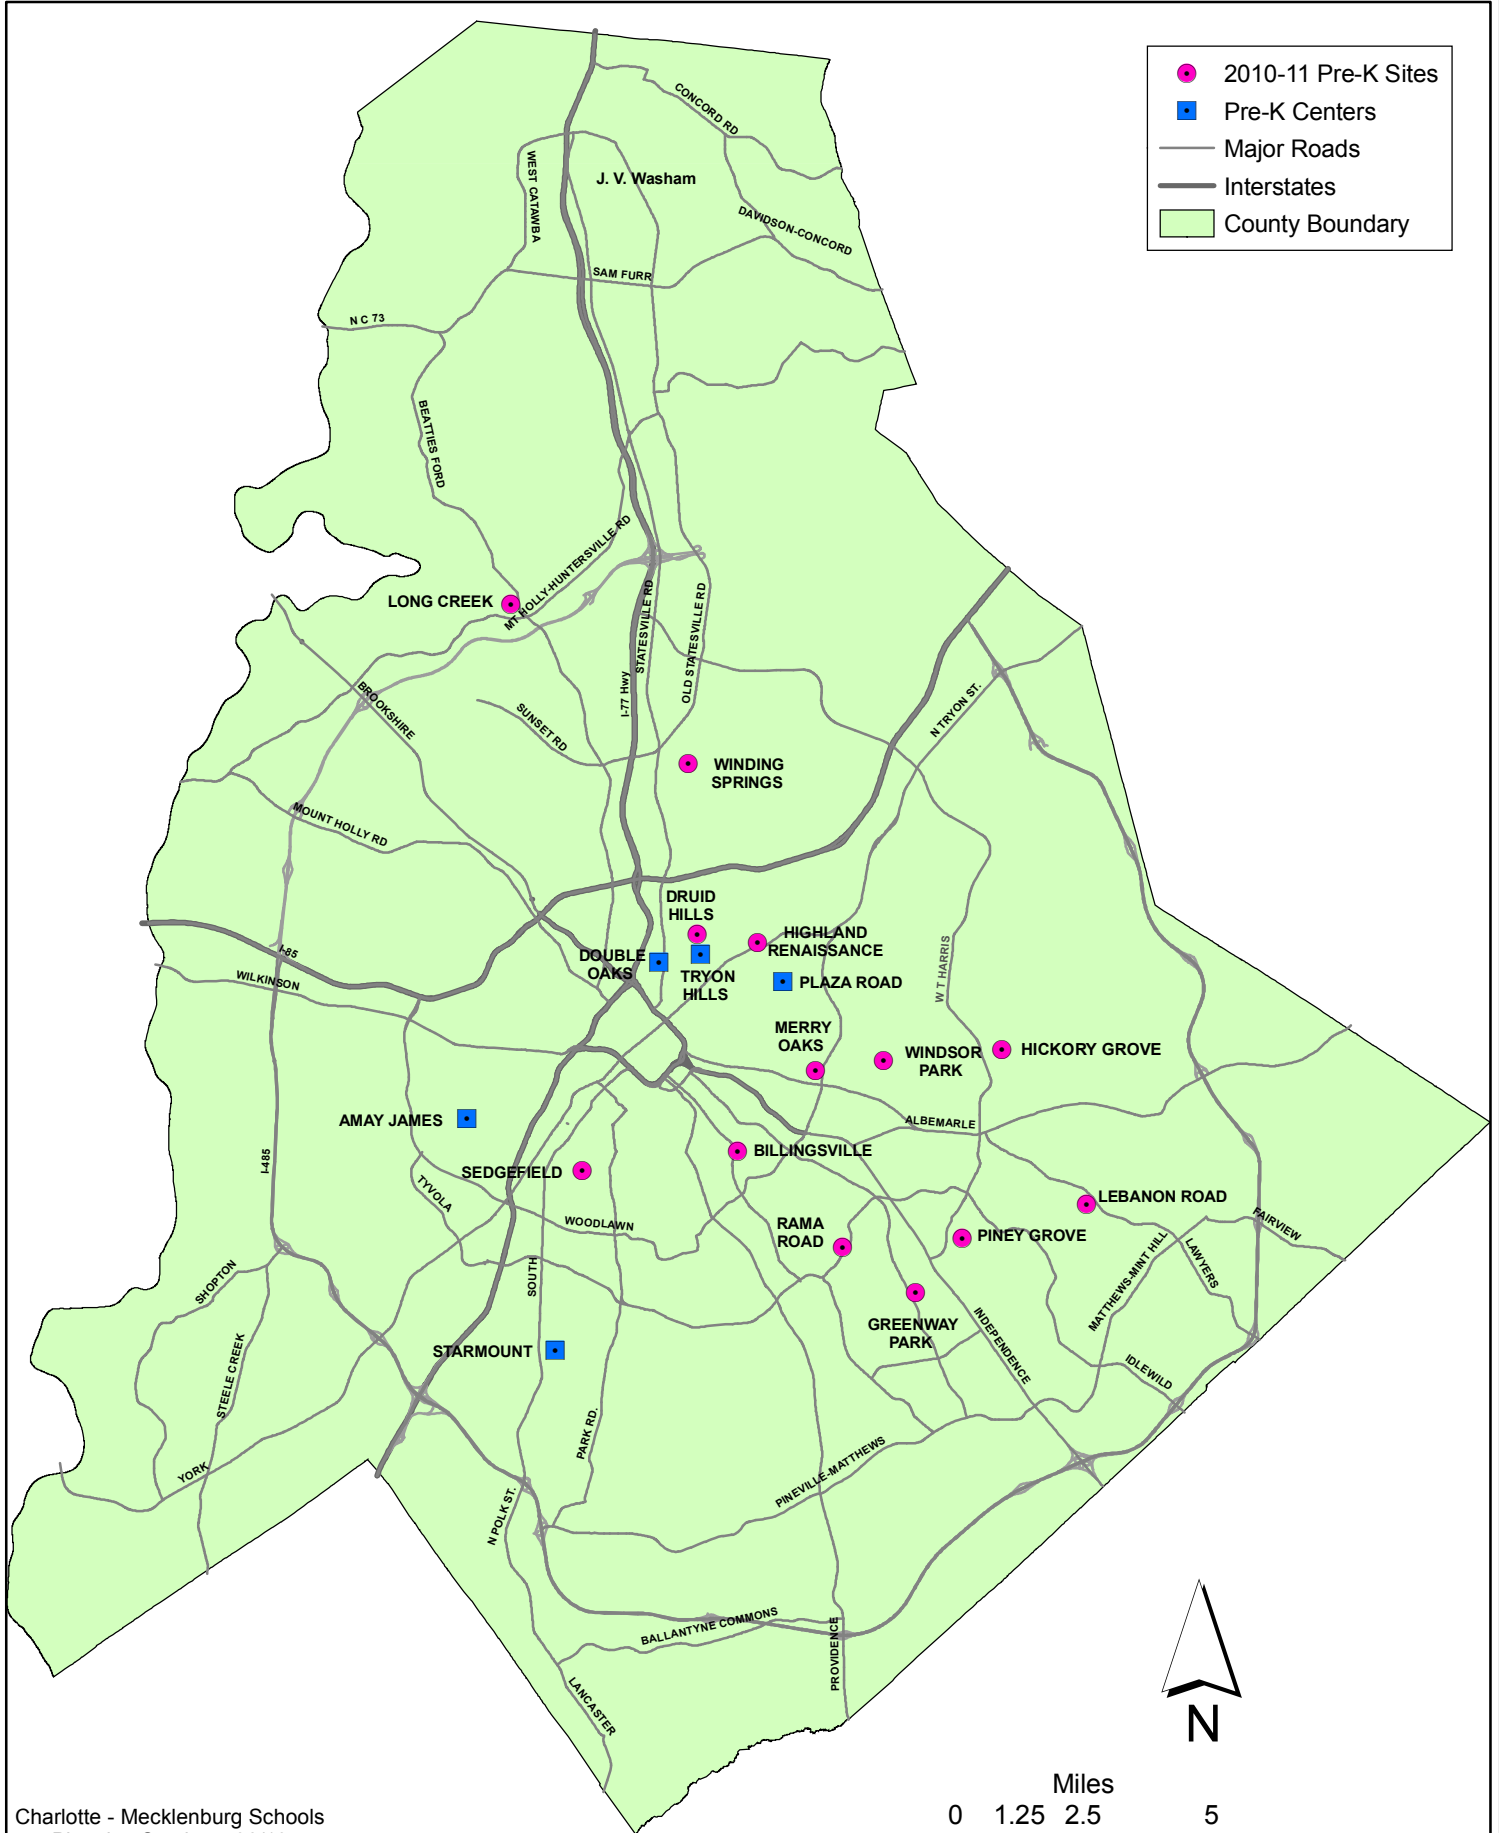 2010-11 Pre-K Sites
Pre-K Centers
Major Roads
Interstates
County Boundary
CONCORD RD
WEST CATAWBA
J. V. Washam
DAVIDSON-CONCORD
SAM FURR
N C 73
BEATTIES FORD
MT HOLLY-HUNTERSVILLE RD
LONG CREEK
STATESVILLE RD
OLD STATESVILLE RD
I-77 Hwy
BROOKSHIRE
SUNSET RD
N TRYON ST.
WINDING
SPRINGS
MOUNT HOLLY RD
DRUID
HILLS
HIGHLAND
RENAISSANCE
DOUBLE
OAKS
TRYON
HILLS
PLAZA ROAD
I-85
WILKINSON
W T HARRIS
MERRY
OAKS
WINDSOR
PARK
HICKORY GROVE
AMAY JAMES
ALBEMARLE
BILLINGSVILLE
I-485
SEDGEFIELD
TYVOLA
WOODLAWN
LEBANON ROAD
RAMA
ROAD
PINEY GROVE
FAIRVIEW
MATTHEWS-MINT HILL
LAWYERS
SHOPTON
SOUTH
GREENWAY
PARK
INDEPENDENCE
STARMOUNT
STEELE CREEK
IDLEWILD
PARK RD.
YORK
PINEVILLE-MATTHEWS
N POLK ST.
BALLANTYNE COMMONS
PROVIDENCE
LANCASTER
N
Miles
0 1.25 2.5 5
Charlotte - Mecklenburg Schools